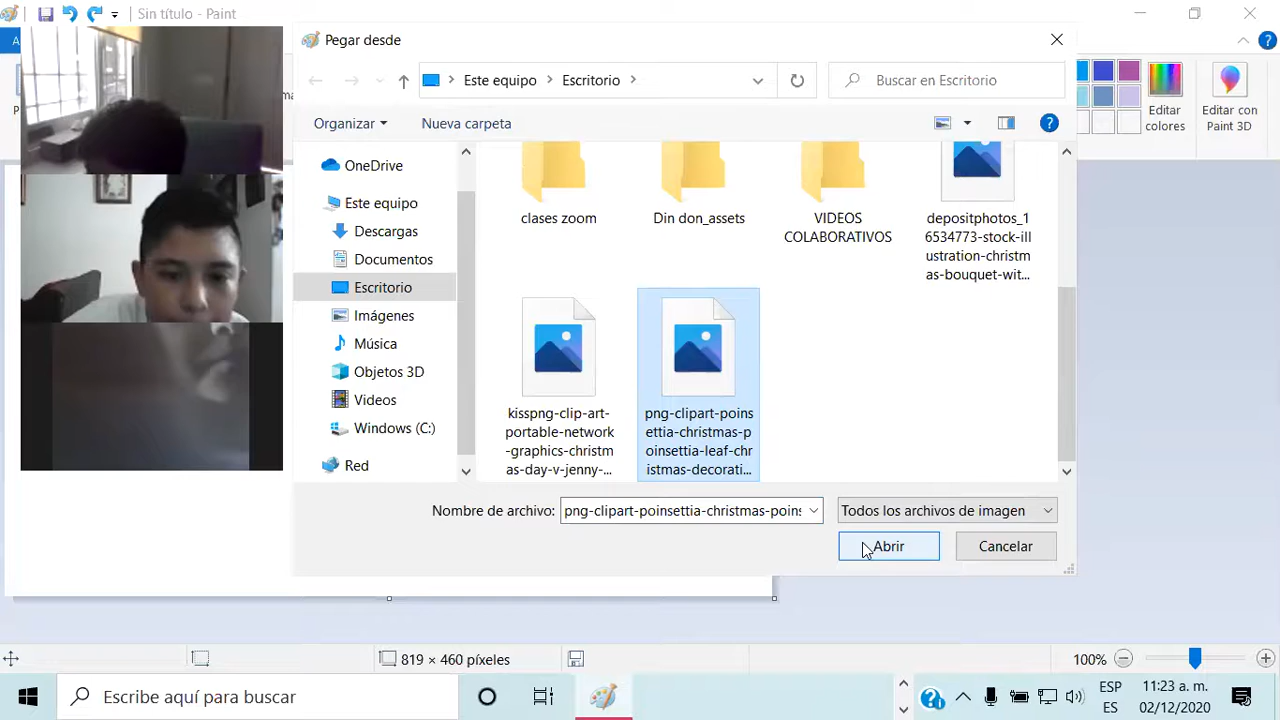 Sin título - Paint
Pegar desde
Este equipo
Escritorio
Buscar en Escritorio
Organizar
Nueva carpeta
OneDrive
Este equipo
Descargas
Documentos
Escritorio
Imágenes
Música
Objetos 3D
Videos
Windows (C:)
Red
clases zoom
Din don_assets
VIDEOS
COLABORATIVOS
depositphotos_1
6534773-stock-ill
ustration-christm
as-bouquet-wit...
kisspng-clip-art-
portable-network
-graphics-christm
as-day-v-jenny-...
png-clipart-poins
ettia-christmas-p
oinsettia-leaf-chr
istmas-decorati...
Nombre de archivo:
png-clipart-poinsettia-christmas-poins
Todos los archivos de imagen
Abrir
Cancelar
Editar
colores
Editar con
Paint 3D
819 × 460 píxeles
100%
Escribe aquí para buscar
ESP
ES
11:23 a. m.
02/12/2020